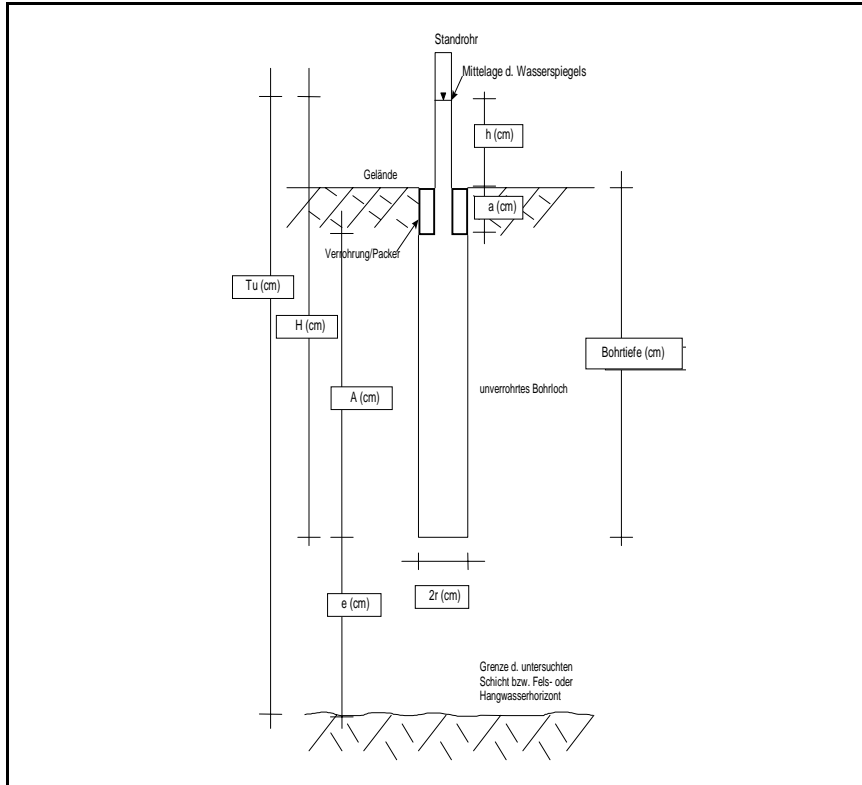 Standrohr
Mittelage d. Wasserspiegels
h (cm)
Gelände
a (cm)
Verrohrung/Packer
Tu (cm)
H (cm)
Bohrtiefe (cm)
A (cm)
unverrohrtes Bohrloch
e (cm)
2r (cm)
Grenze d. untersuchten
Schicht bzw. Fels- oder
Hangwasserhorizont